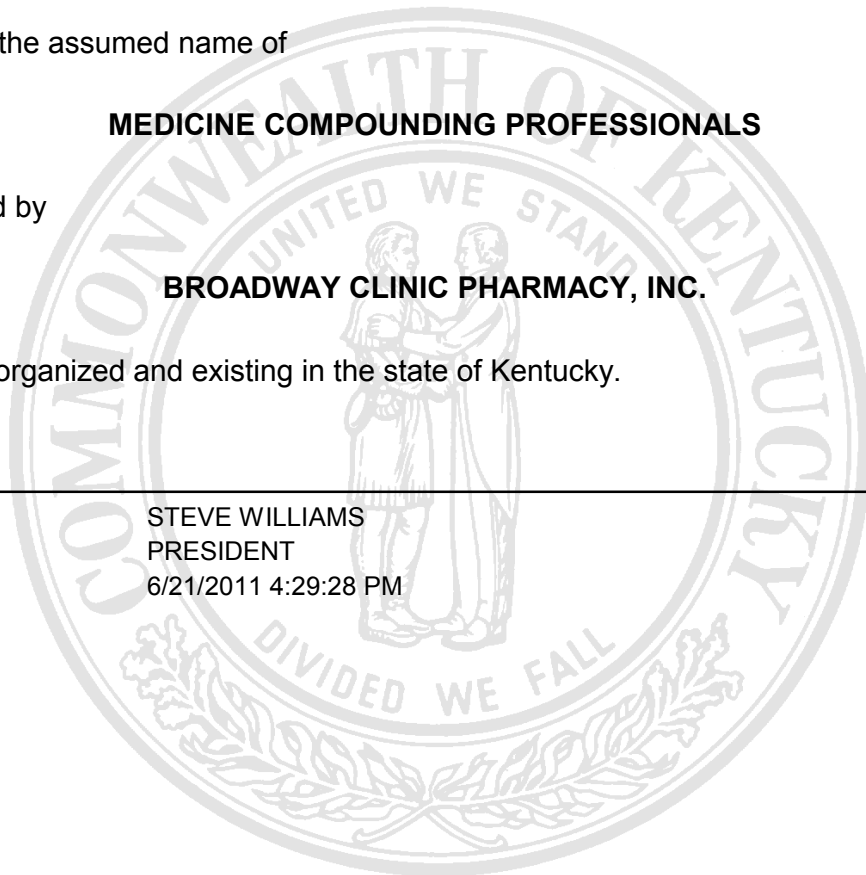 the assumed name of
MEDICINE COMPOUNDING PROFESSIONALS
d by
BROADWAY CLINIC PHARMACY, INC.
organized and existing in the state of Kentucky.
STEVE WILLIAMS
PRESIDENT
6/21/2011 4:29:28 PM
COMMONWEALTH OF KENTUCKY
UNITED WE STAND
DIVIDED WE FALL